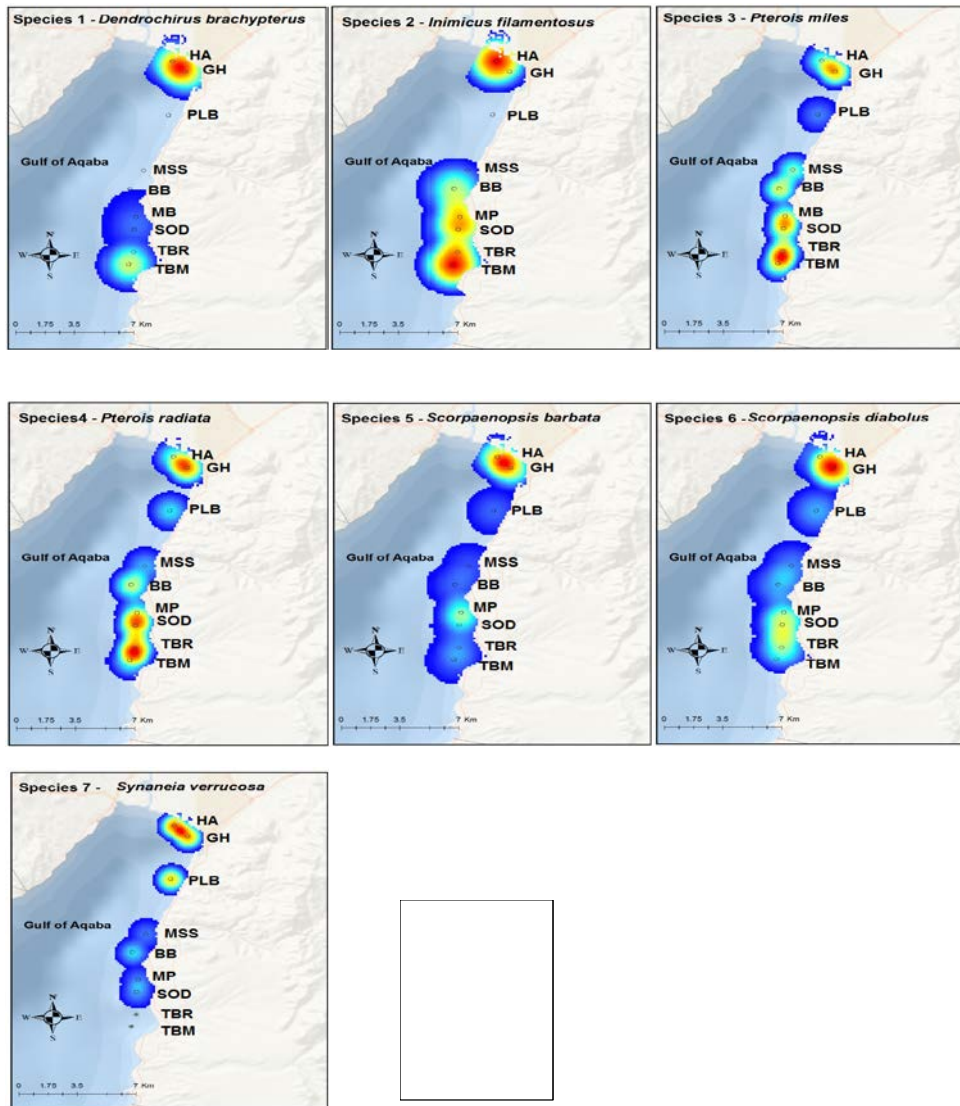 Species 1 - Dendrochirus brachypterus
HA
GH
PLB
Gulf of Aqaba
MSS
BB
MB
SOD
TBR
TBM
N
W E
S
0 1.75 3.5 7 Km
Species 2 - Inimicus filamentosus
HA
GH
PLB
Gulf of Aqaba
MSS
BB
MP
SOD
TBR
TBM
N
W E
S
0 1.75 3.5 7 Km
Species 3 - Pterois miles
HA
GH
PLB
Gulf of Aqaba
MSS
BB
MB
SOD
TBR
TBM
N
W E
S
0 1.75 3.5 7 Km
Species4 - Pterois radiata
HA
GH
PLB
Gulf of Aqaba
MSS
BB
MP
SOD
TBR
TBM
N
W E
S
0 1.75 3.5 7 Km
Species 5 - Scorpaenopsis barbata
HA
GH
PLB
Gulf of Aqaba
MSS
BB
MP
SOD
TBR
TBM
N
W E
S
0 1.75 3.5 7 Km
Species 6 - Scorpaenopsis diabolus
HA
GH
PLB
Gulf of Aqaba
MSS
BB
MP
SOD
TBR
TBM
N
W E
S
0 1.75 3.5 7 Km
Species 7 - Synaneia verrucosa
HA
GH
PLB
Gulf of Aqaba
MSS
BB
MP
SOD
TBR
TBM
N
W E
S
0 1.75 3.5 7 Km